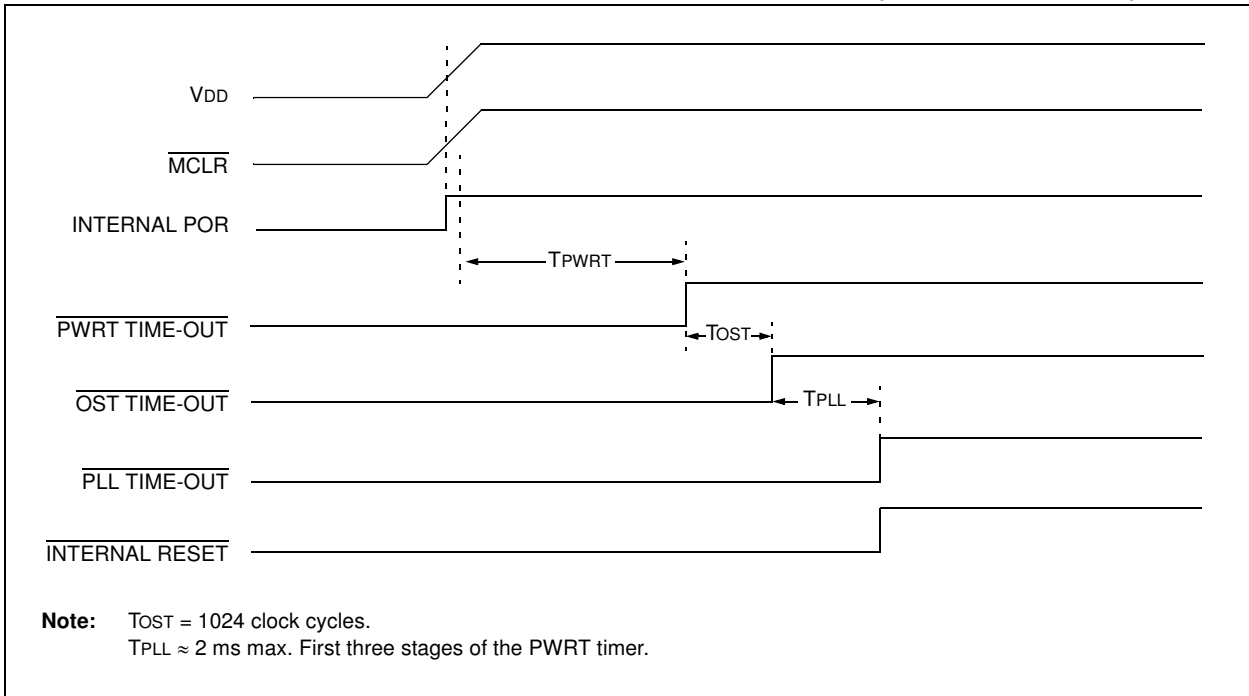 VDD
MCLR
INTERNAL POR
TPWRT
PWRT TIME-OUT
TOST
OST TIME-OUT
TPLL
PLL TIME-OUT
INTERNAL RESET
Note: TOST = 1024 clock cycles.
TPLL ≈ 2 ms max. First three stages of the PWRT timer.